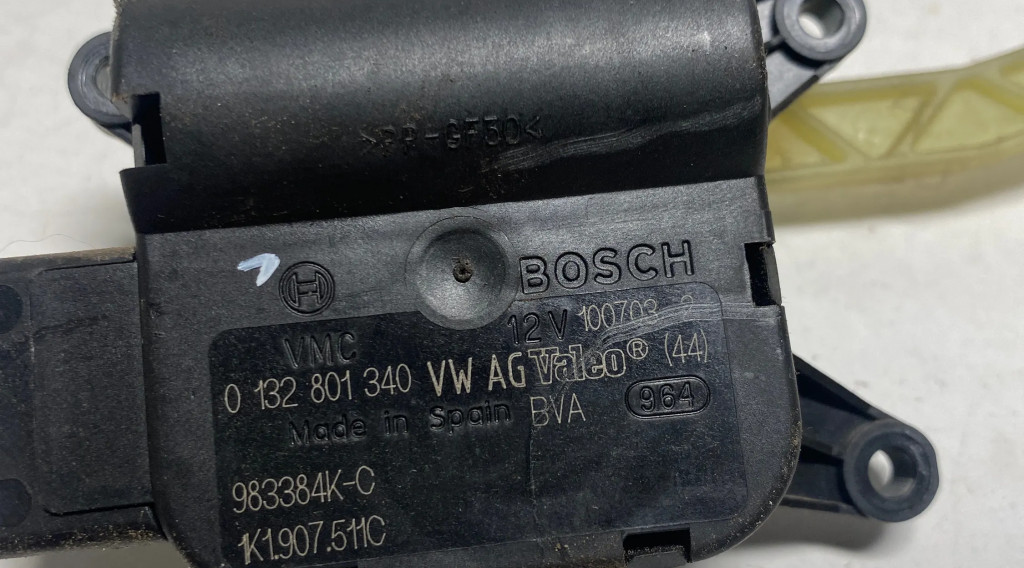 >PP-GF50<
BOSCH
VMC 12V 100703
0 132 801 340 VW AG Valeo® (44)
Made in Spain BVA 964
983384K-C
1K1.907.511C